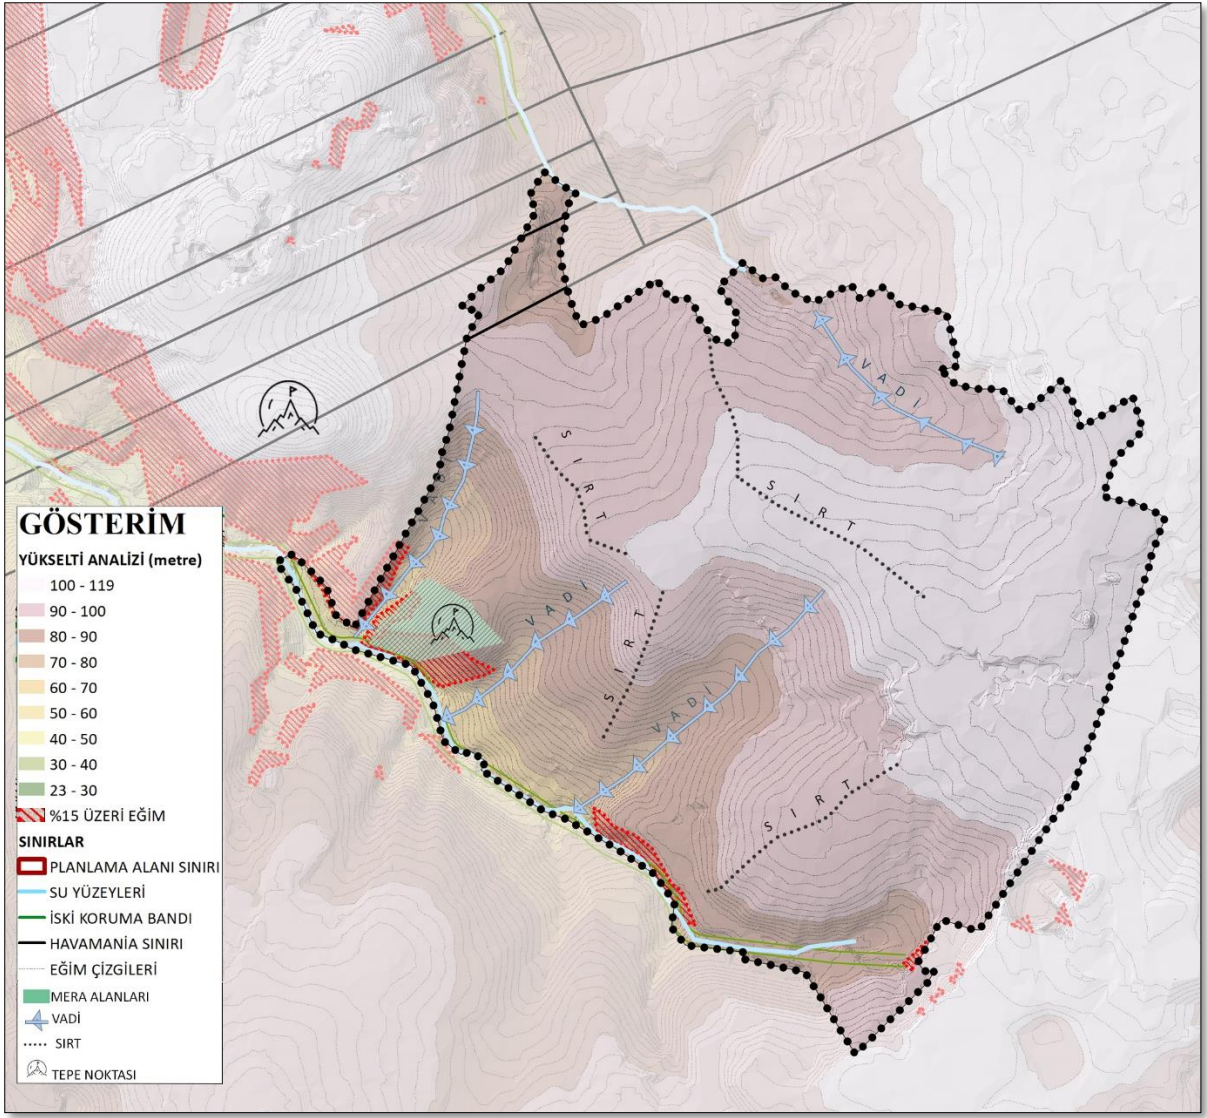 VADI
SIRT
SIRT
VADI
SIRT
VADI
SIRT
GÖSTERİM
YÜKSELTİ ANALİZİ (metre)
100 - 119
90 - 100
80 - 90
70 - 80
60 - 70
50 - 60
40 - 50
30 - 40
23 - 30
%15 ÜZERİ EĞİM
SINIRLAR
PLANLAMA ALANI SINIRI
SU YÜZEYLERİ
İSKİ KORUMA BANDI
HAVAMANIA SINIRI
EĞİM ÇİZGİLERİ
MERA ALANLARI
VADİ
SIRT
TEPE NOKTASI